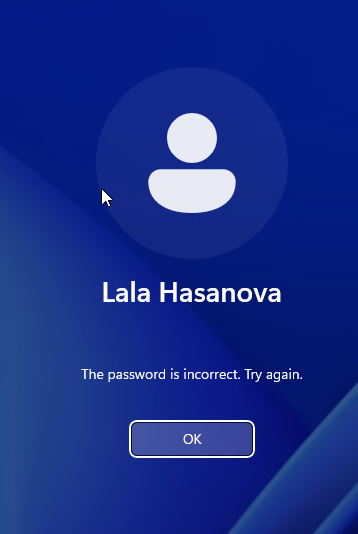 Lala Hasanova
The password is incorrect. Try again.
OK